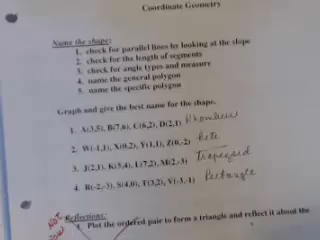 Coordinate Geometry
Name the shape:
1. check for parallel lines by looking at the slope
2. check for the length of segments
3. check for angle types and measure
4. name the general polygon
5. name the specific polygon
Graph and give the best name for the shape.
1. A(3,5), B(7,6), C(6,2), D(2,1) Rhombus
2. W(-1,1), X(0,2), Y(1,1), Z(0,-2) Kite
3. J(2,1), K(5,4), L(7,2), M(2,-3) Trapezoid
4. R(-2,-3), S(4,0), T(3,2), V(-3,-1) Rectangle
NOT
Reflections:
1. Plot the ordered pair to form a triangle and reflect it about the